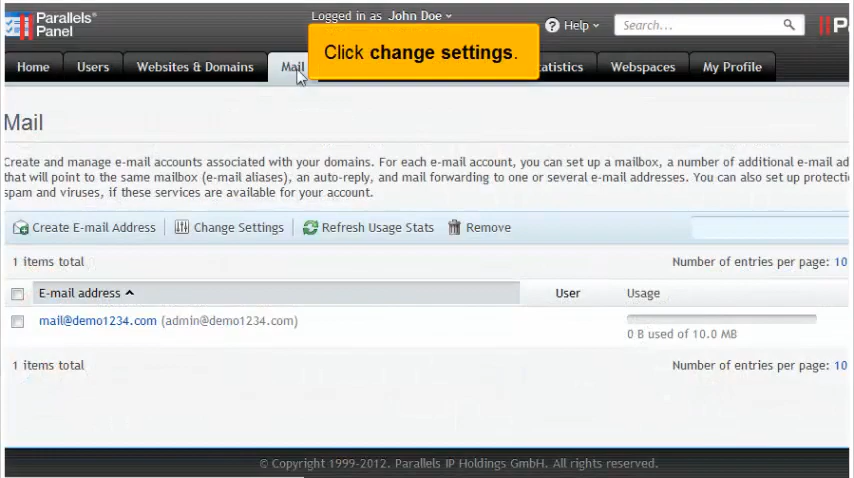 Parallels®
Panel
Logged in as John Doe
Help
Search...
Click change settings.
Home
Users
Websites & Domains
Mail
Webspaces
My Profile
Mail
Create and manage e-mail accounts associated with your domains. For each e-mail account, you can set up a mailbox, a number of additional e-mail ad
that will point to the same mailbox (e-mail aliases), an auto-reply, and mail forwarding to one or several e-mail addresses. You can also set up protecti
spam and viruses, if these services are available for your account.
Create E-mail Address
Change Settings
Refresh Usage Stats
Remove
1 items total
Number of entries per page: 10
E-mail address
User
Usage
mail@demo1234.com (admin@demo1234.com)
0 B used of 10.0 MB
1 items total
Number of entries per page: 10
© Copyright 1999-2012. Parallels IP Holdings GmbH. All rights reserved.